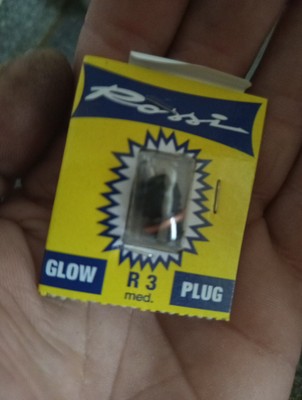 Rossi
GLOW
R 3
med.
PLUG